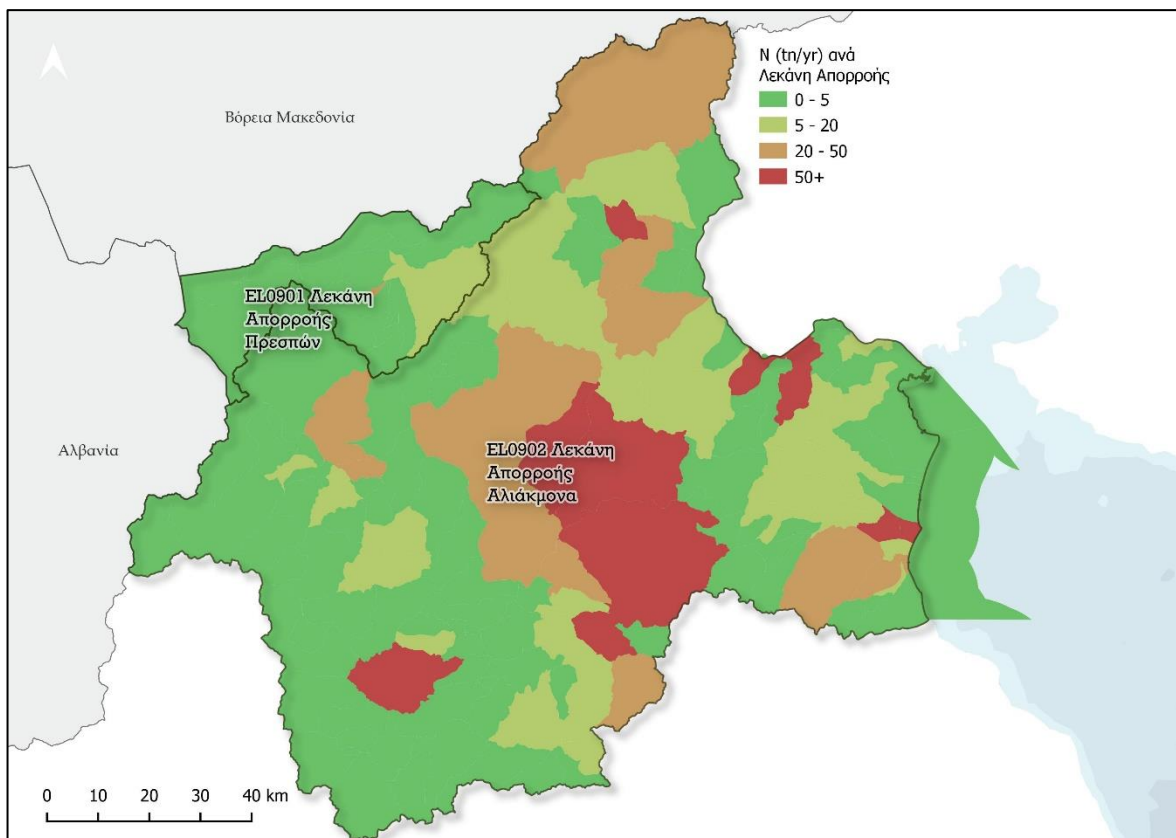 N (tn/yr) ανά
Λεκάνη Απορροής
0 - 5
5 - 20
20 - 50
50+
Βόρεια Μακεδονία
EL0901 Λεκάνη
Απορροής
Πρεσπών
Αλβανία
EL0902 Λεκάνη
Απορροής
Αλιάκμονα
0 10 20 30 40 km